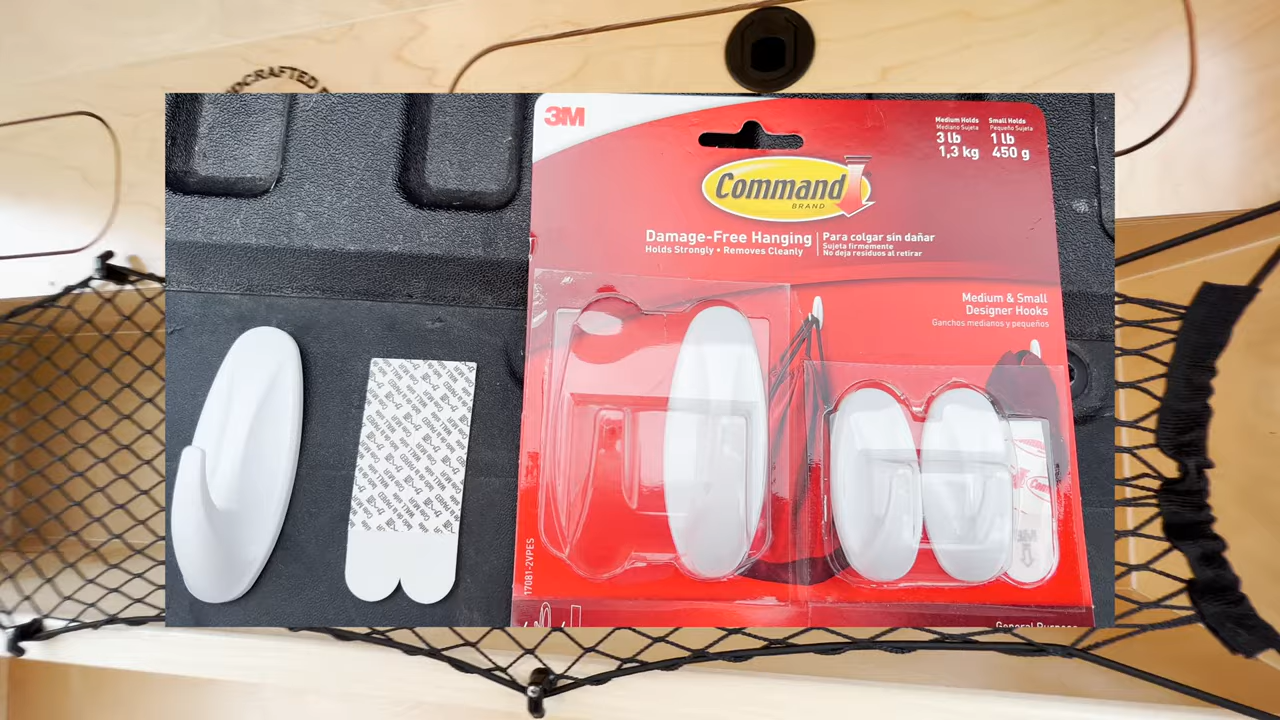 3M
Medium Holds
Mediano Sujeta
3 lb
1,3 kg
Small Holds
Pequeño Sujeta
1 lb
450 g
Command
BRAND
Damage-Free Hanging
Holds Strongly • Removes Cleanly
Para colgar sin dañar
Sujeta firmemente
No deja residuos al retirar
Medium & Small
Designer Hooks
Ganchos medianos y pequeños
17081-2VPES
General Purpose